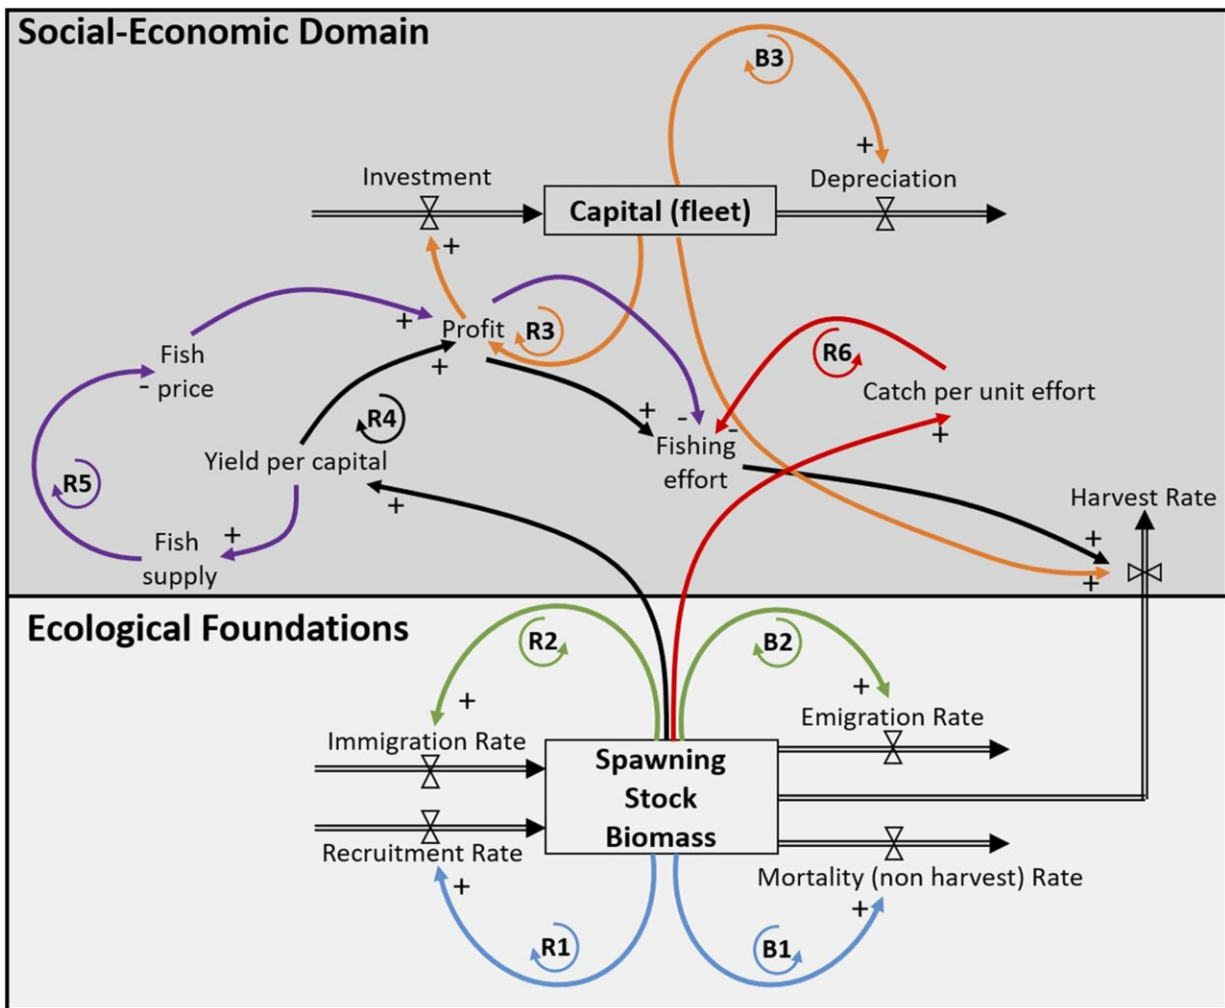 Social-Economic Domain
B3
+
Investment
Depreciation
Capital (fleet)
+
+
Profit
R3
R6
Fish
- price
+
Catch per unit effort
R4
+
-
-
+
Fishing
effort
Yield per capital
R5
+
Harvest Rate
+
Fish
supply
+
+
Ecological Foundations
R2
B2
+
+
Emigration Rate
Immigration Rate
Spawning
Stock
Biomass
Recruitment Rate
+
Mortality (non harvest) Rate
+
R1
B1